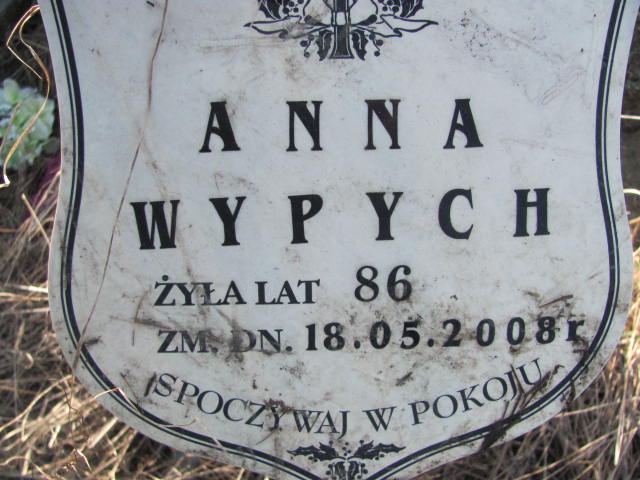 ANNA
WYPYCH
ŻYŁA LAT 86
ZM. DN. 18.05.2008r
SPOCZYWAJ W POKOJU